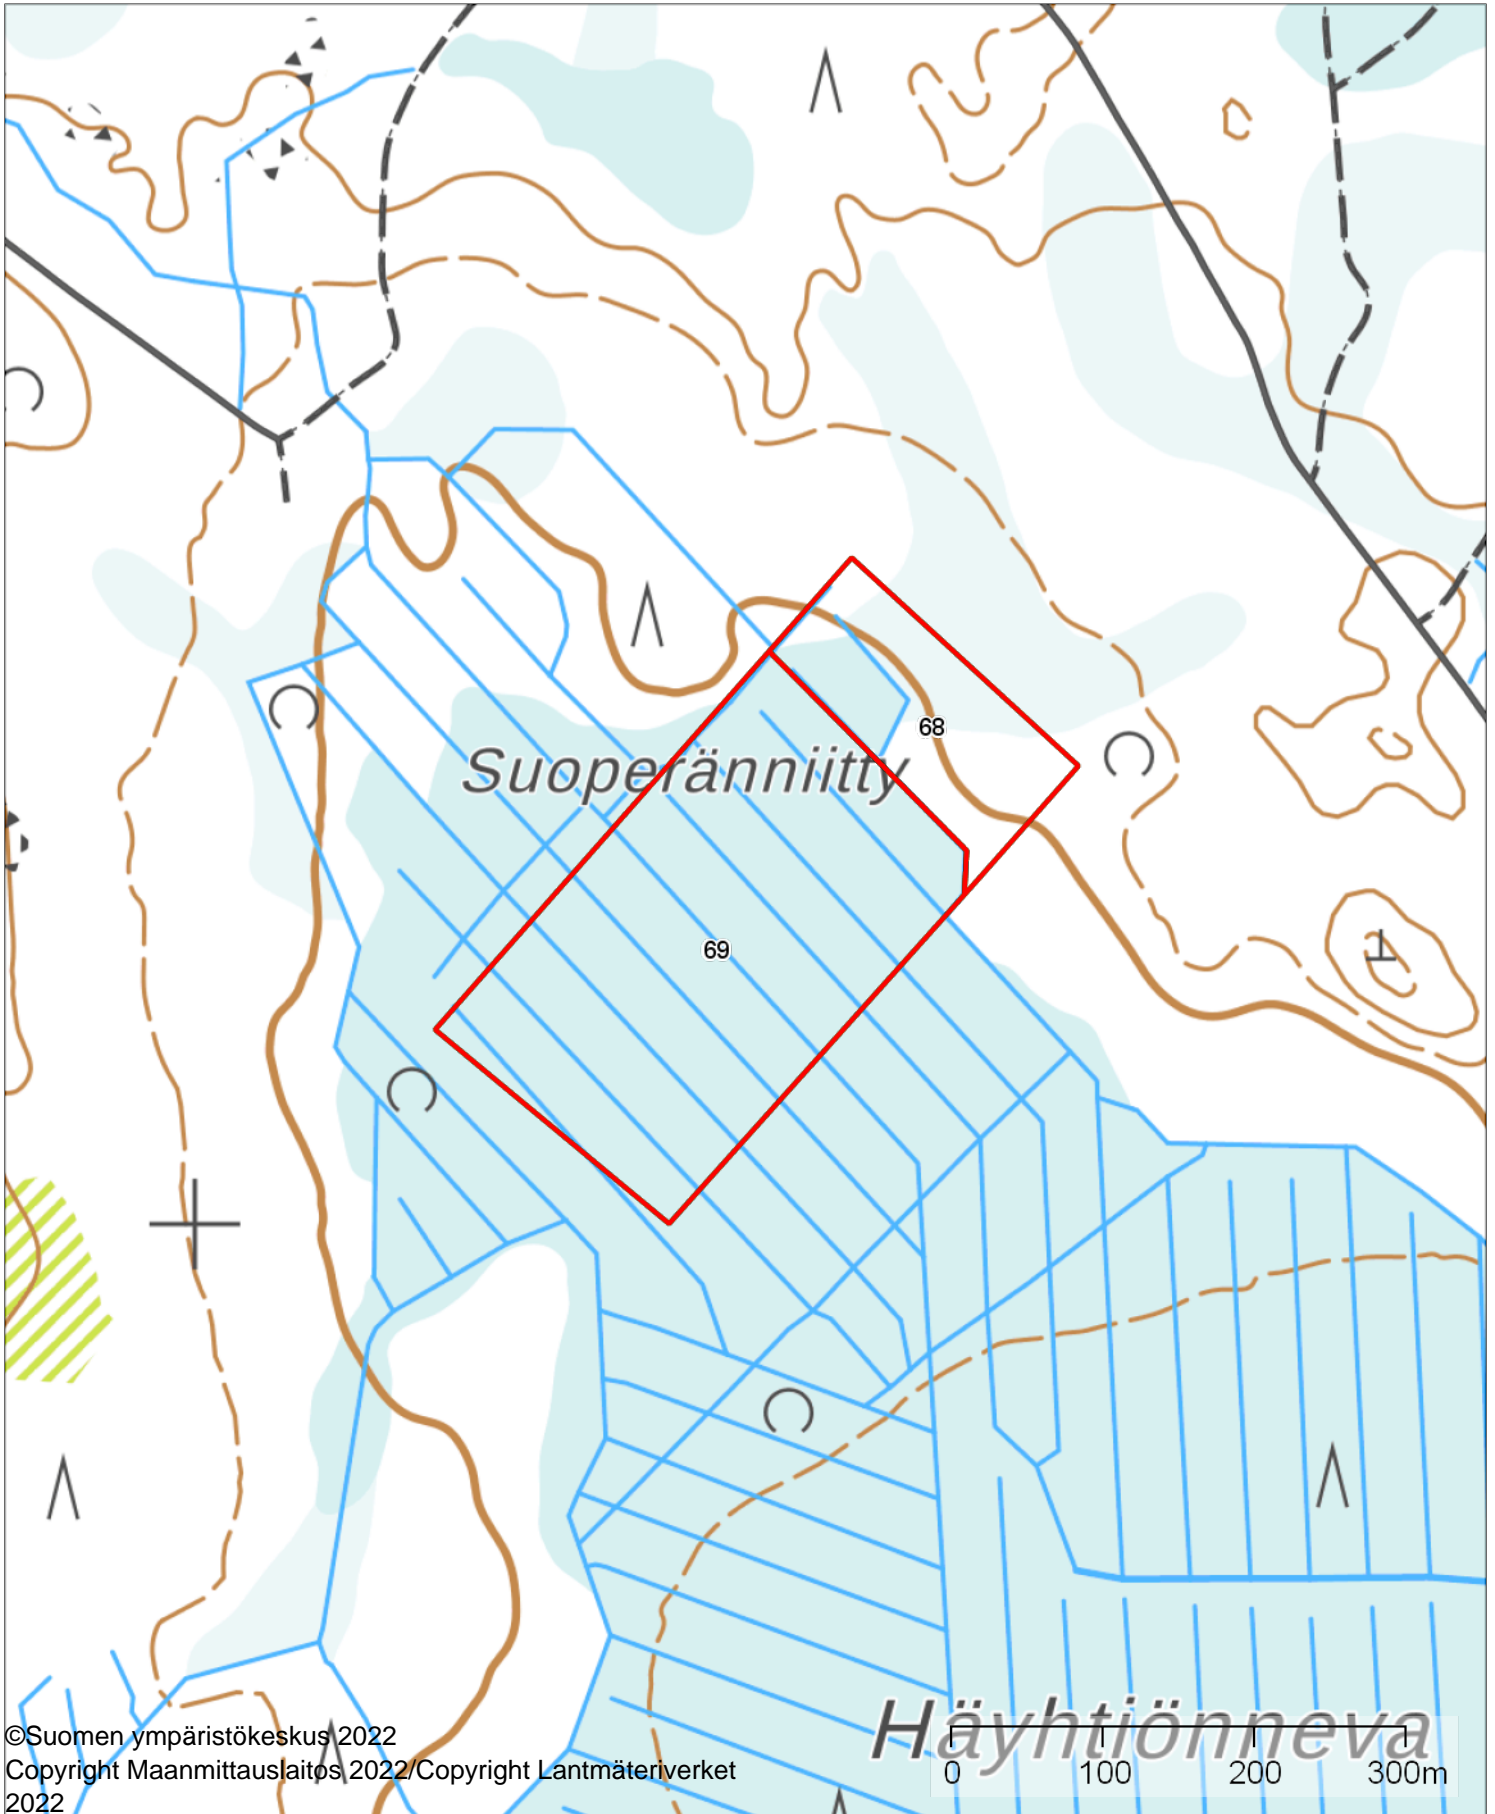 68
Suoperänniitty
69
Häyhtiönneva
©Suomen ympäristökeskus 2022
Copyright Maanmittauslaitos 2022/Copyright Lantmäteriverket
2022
0 100 200 300m